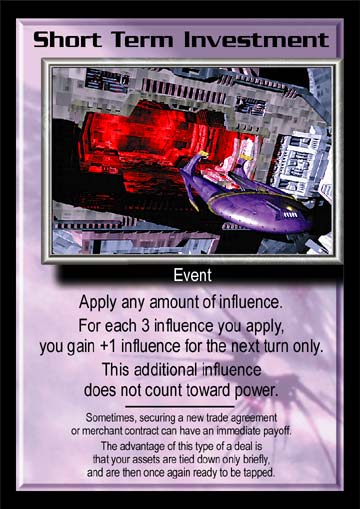 Short Term Investment
Event
Apply any amount of influence.
For each 3 influence you apply,
you gain +1 influence for the next turn only.
This additional influence
does not count toward power.
Sometimes, securing a new trade agreement
or merchant contract can have an immediate payoff.
The advantage of this type of a deal is
that your assets are tied down only briefly,
and are then once again ready to be tapped.